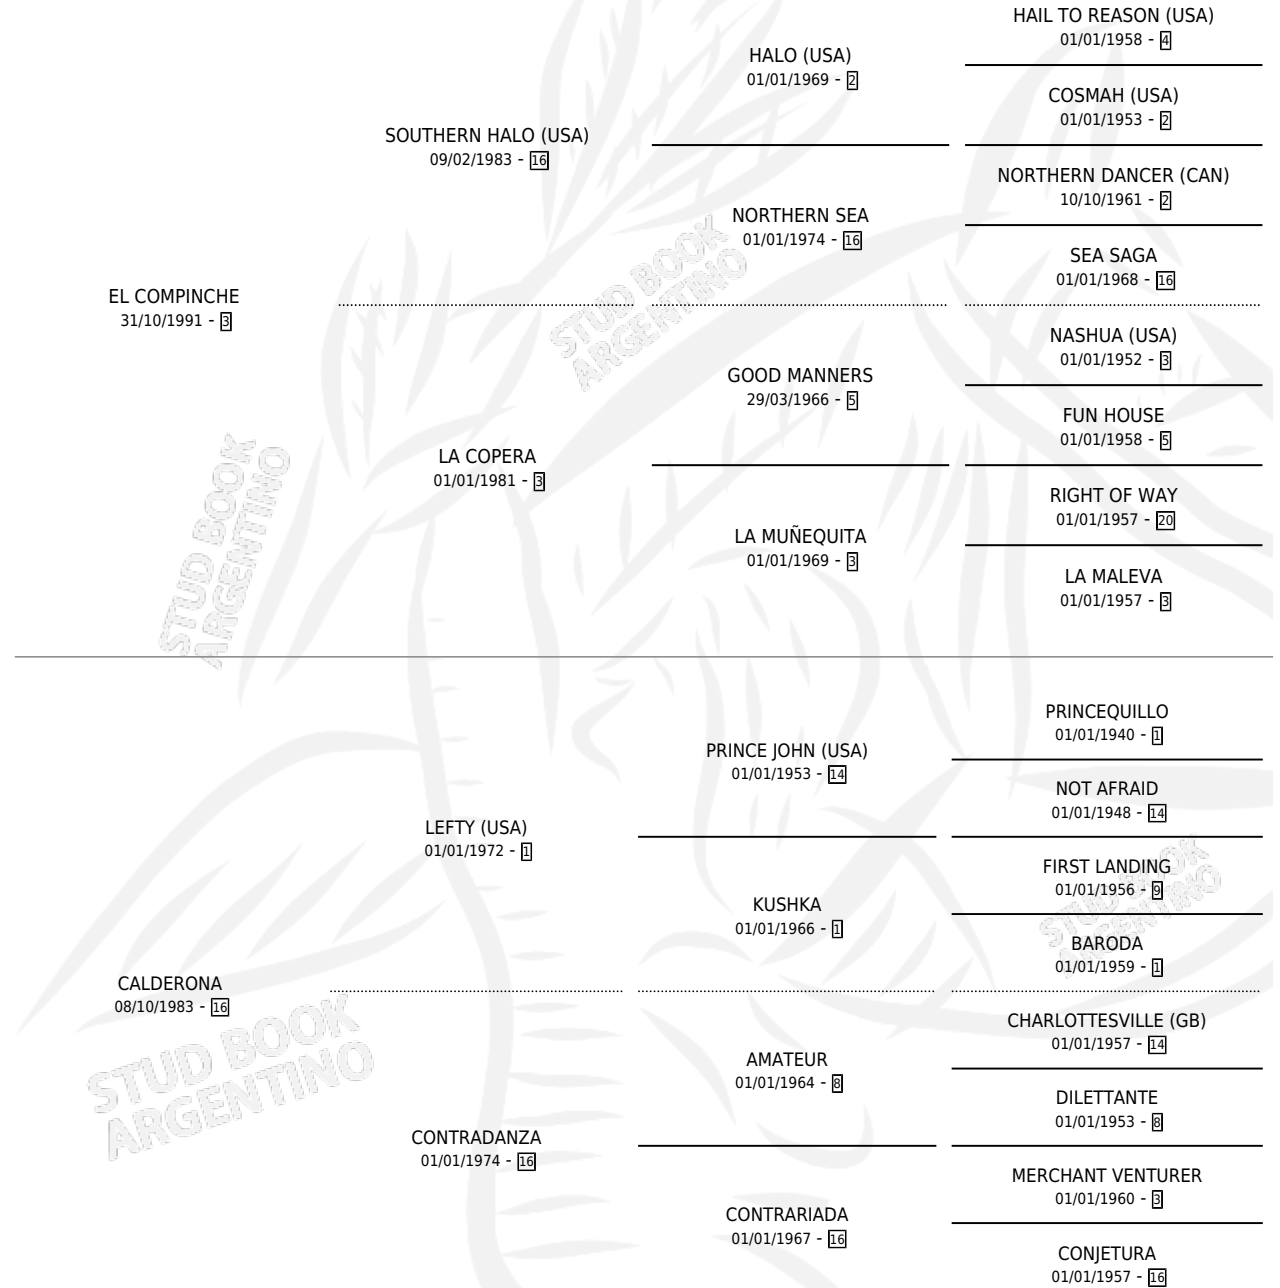 HAIL TO REASON (USA)
01/01/1958 - 4
HALO (USA)
01/01/1969 - 2
COSMAH (USA)
01/01/1953 - 2
SOUTHERN HALO (USA)
09/02/1983 - 16
NORTHERN DANCER (CAN)
10/10/1961 - 2
NORTHERN SEA
01/01/1974 - 16
SEA SAGA
01/01/1968 - 16
EL COMPINCHE
31/10/1991 - 3
STUD BOOK
ARGENTINO
NASHUA (USA)
01/01/1952 - 3
GOOD MANNERS
29/03/1966 - 5
FUN HOUSE
01/01/1958 - 5
LA COPERA
01/01/1981 - 3
RIGHT OF WAY
01/01/1957 - 20
LA MUÑEQUITA
01/01/1969 - 3
LA MALEVA
01/01/1957 - 3
STUD BOOK
ARGENTINO
PRINCEQUILLO
01/01/1940 - 1
PRINCE JOHN (USA)
01/01/1953 - 14
NOT AFRAID
01/01/1948 - 14
LEFTY (USA)
01/01/1972 - 1
FIRST LANDING
01/01/1956 - 9
KUSHKA
01/01/1966 - 1
BARODA
01/01/1959 - 1
STUD BOOK
ARGENTINO
CALDERONA
08/10/1983 - 16
CHARLOTTESVILLE (GB)
01/01/1957 - 14
AMATEUR
01/01/1964 - 8
DILETTANTE
01/01/1953 - 8
STUD BOOK
ARGENTINO
CONTRADANZA
01/01/1974 - 16
MERCHANT VENTURER
01/01/1960 - 3
CONTRARIADA
01/01/1967 - 16
CONJETURA
01/01/1957 - 16